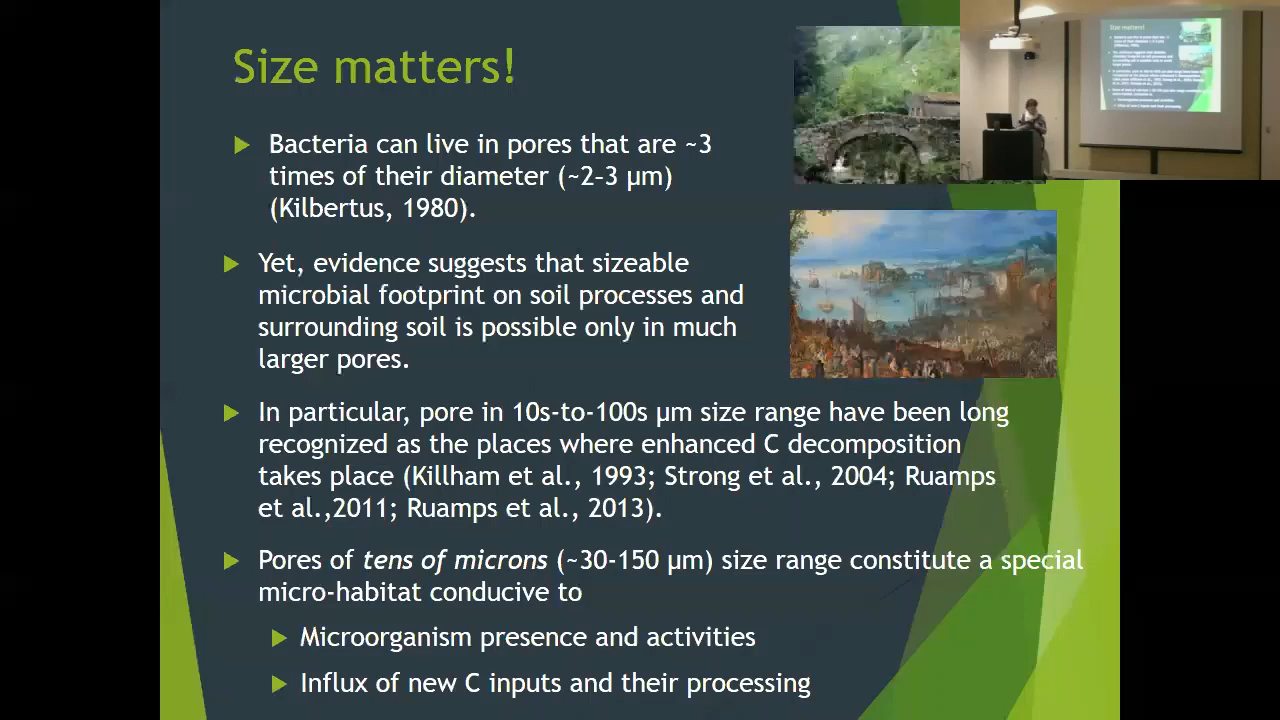 Size matters!
Bacteria can live in pores that are ~3
times of their diameter (~2–3 µm)
(Kilbertus, 1980).
Yet, evidence suggests that sizeable
microbial footprint on soil processes and
surrounding soil is possible only in much
larger pores.
In particular, pore in 10s-to-100s µm size range have been long
recognized as the places where enhanced C decomposition
takes place (Killham et al., 1993; Strong et al., 2004; Ruamps
et al.,2011; Ruamps et al., 2013).
Pores of tens of microns (~30-150 µm) size range constitute a special
micro-habitat conducive to
Microorganism presence and activities
Influx of new C inputs and their processing
Size matters!